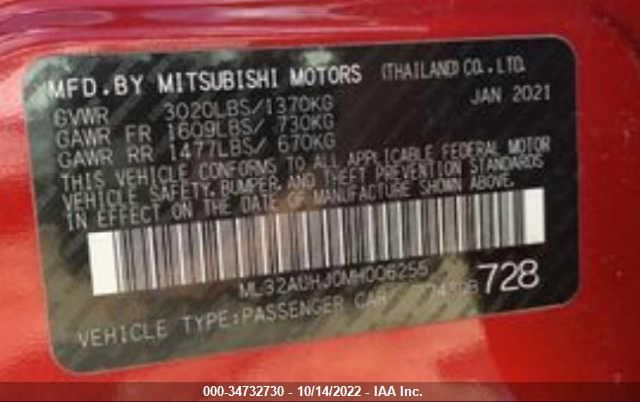 MFD. BY MITSUBISHI MOTORS (THAILAND) CO., LTD.
GVWR 3020LBS/1370KG JAN 2021
GAWR FR 1609LBS/ 730KG
GAWR RR 1477LBS/ 670KG
THIS VEHICLE CONFORMS TO ALL APPLICABLE FEDERAL MOTOR
VEHICLE SAFETY, BUMPER, AND THEFT PREVENTION STANDARDS
IN EFFECT ON THE DATE OF MANUFACTURE SHOWN ABOVE.
ML32AUHJ0MH006255
728
VEHICLE TYPE:PASSENGER CAR
000-34732730 - 10/14/2022 - IAA Inc.